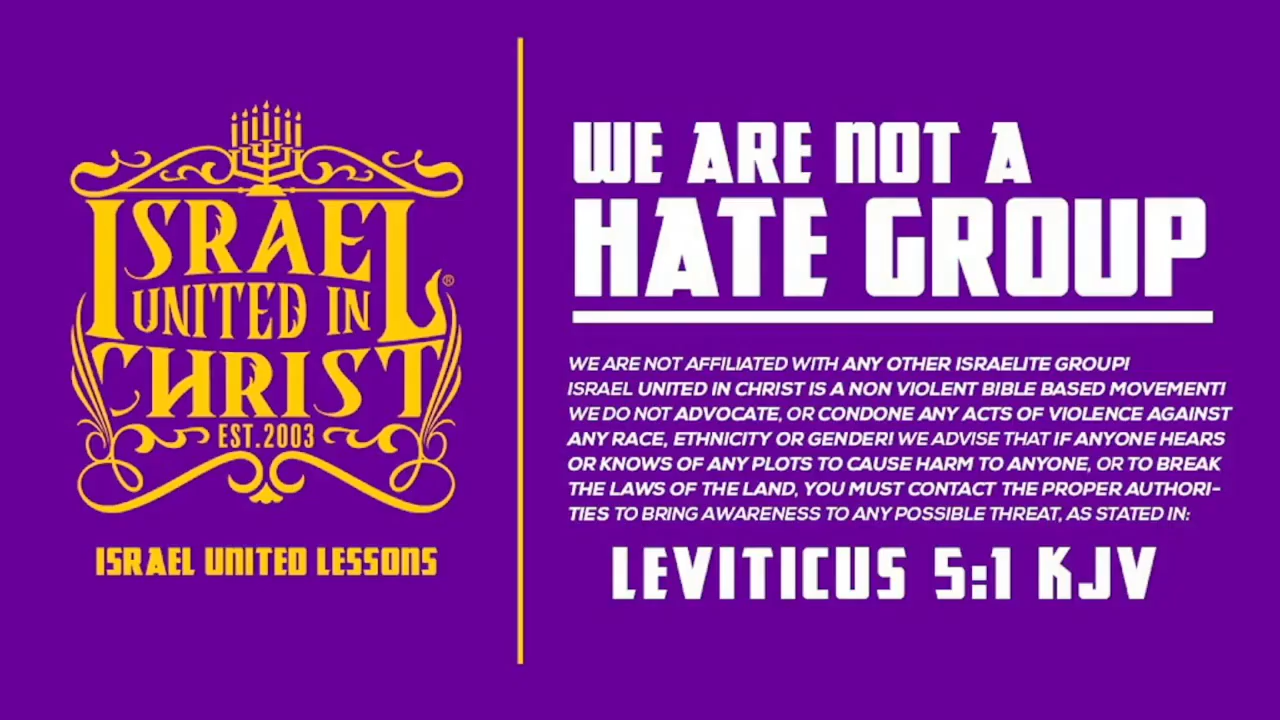 ISRAEL
UNITED IN
CHRIST
®
EST. 2003
ISRAEL UNITED LESSONS
WE ARE NOT A
HATE GROUP
WE ARE NOT AFFILIATED WITH ANY OTHER ISRAELITE GROUP!
ISRAEL UNITED IN CHRIST IS A NON VIOLENT BIBLE BASED MOVEMENT!
WE DO NOT ADVOCATE, OR CONDONE ANY ACTS OF VIOLENCE AGAINST
ANY RACE, ETHNICITY OR GENDER! WE ADVISE THAT IF ANYONE HEARS
OR KNOWS OF ANY PLOTS TO CAUSE HARM TO ANYONE, OR TO BREAK
THE LAWS OF THE LAND, YOU MUST CONTACT THE PROPER AUTHORI-
TIES TO BRING AWARENESS TO ANY POSSIBLE THREAT, AS STATED IN:
LEVITICUS 5:1 KJV